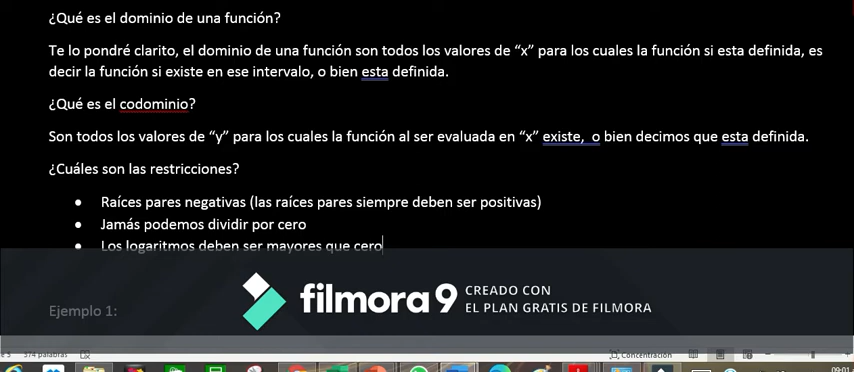 ¿Qué es el dominio de una función?
Te lo pondré clarito, el dominio de una función son todos los valores de “x” para los cuales la función si esta definida, es
decir la función si existe en ese intervalo, o bien esta definida.
¿Qué es el codominio?
Son todos los valores de “y” para los cuales la función al ser evaluada en “x” existe,  o bien decimos que esta definida.
¿Cuáles son las restricciones?
• Raíces pares negativas (las raíces pares siempre deben ser positivas)
• Jamás podemos dividir por cero
• Los logaritmos deben ser mayores que cero
filmora 9 CREADO CON
EL PLAN GRATIS DE FILMORA
Ejemplo 1:
e 5 374 palabras Concentración
09:01